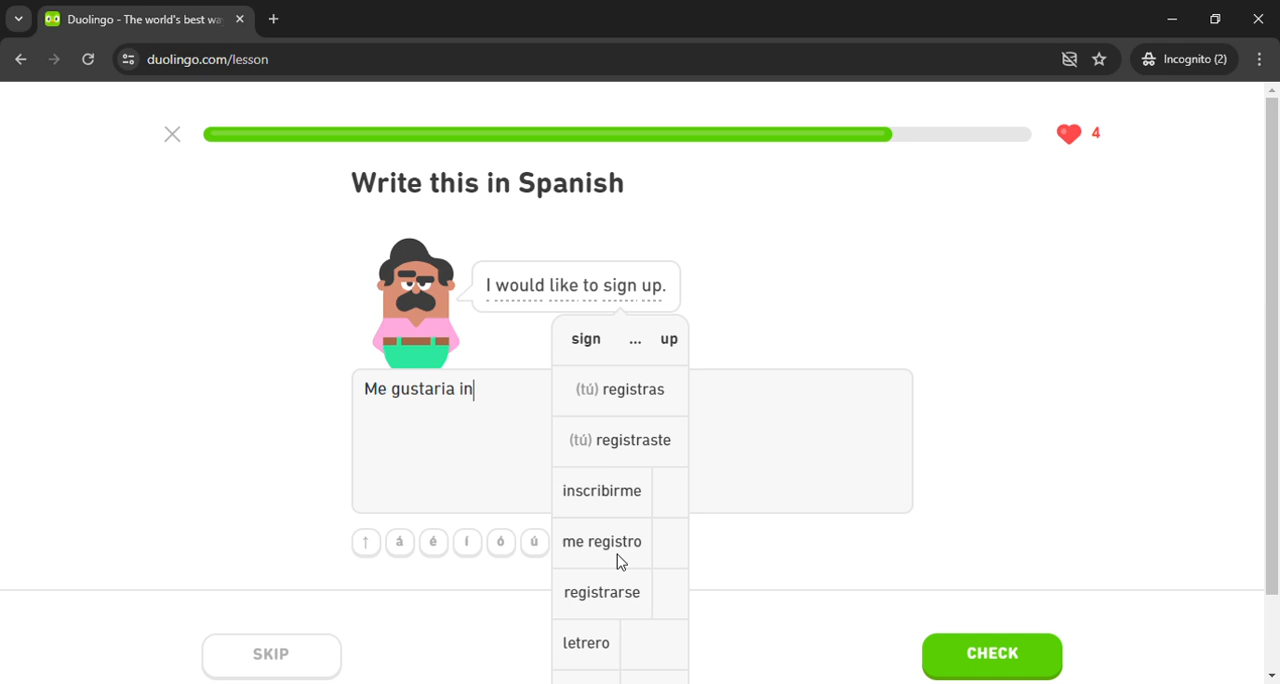 Duolingo - The world's best wa
duolingo.com/lesson
Incognito (2)
4
Write this in Spanish
I would like to sign up.
sign ... up
Me gustaria in
(tú) registras
(tú) registraste
inscribirme
me registro
↑ á é í ó ú
registrarse
letrero
SKIP
CHECK